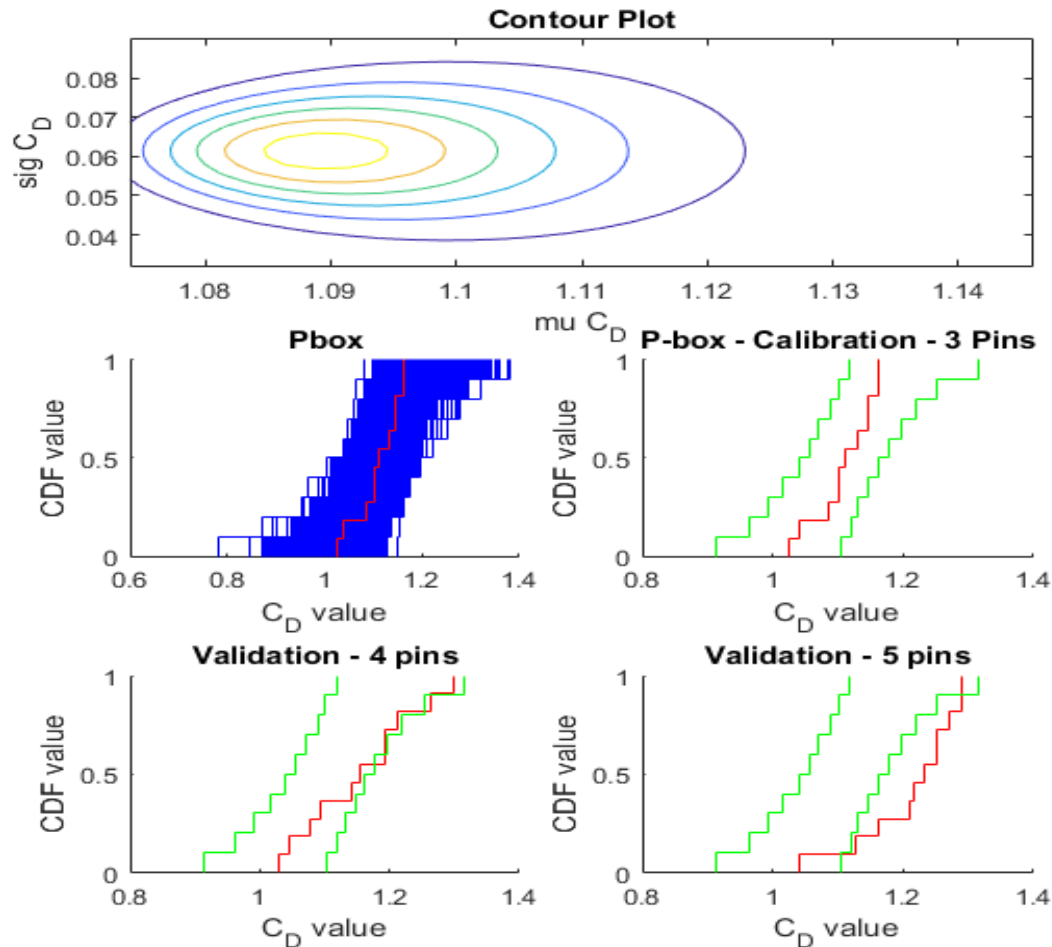 Contour Plot
sig C_D
0.08
0.07
0.06
0.05
0.04
1.08 1.09 1.1 1.11 1.12 1.13 1.14
mu C_D
Pbox
CDF value
1
0.5
0
0.6 0.8 1 1.2 1.4
C_D value
P-box - Calibration - 3 Pins
CDF value
1
0.5
0
0.8 1 1.2 1.4
C_D value
Validation - 4 pins
CDF value
1
0.5
0
0.8 1 1.2 1.4
C_D value
Validation - 5 pins
CDF value
1
0.5
0
0.8 1 1.2 1.4
C_D value